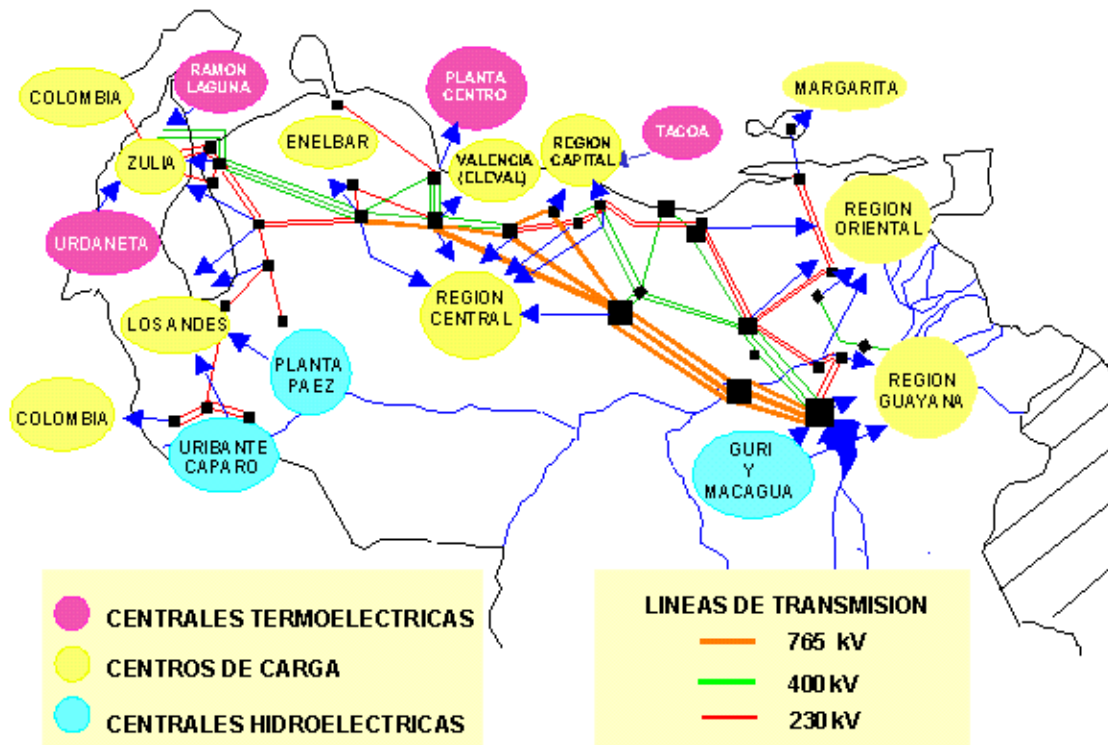 RAMON
LAGUNA
PLANTA
CENTRO
COLOMBIA
MARGARITA
ENELBAR
REGION
CAPITAL
TACOA
ZULIA
VALENCIA
(ELEVAL)
URDANETA
REGION
ORIENTAL
REGION
CENTRAL
LOS ANDES
PLANTA
PAEZ
REGION
GUAYANA
COLOMBIA
URIBANTE
CAPARO
GURI
Y
MACAGUA
CENTRALES TERMOELECTRICAS
CENTROS DE CARGA
CENTRALES HIDROELECTRICAS
LINEAS DE TRANSMISION
765 kV
400 kV
230 kV